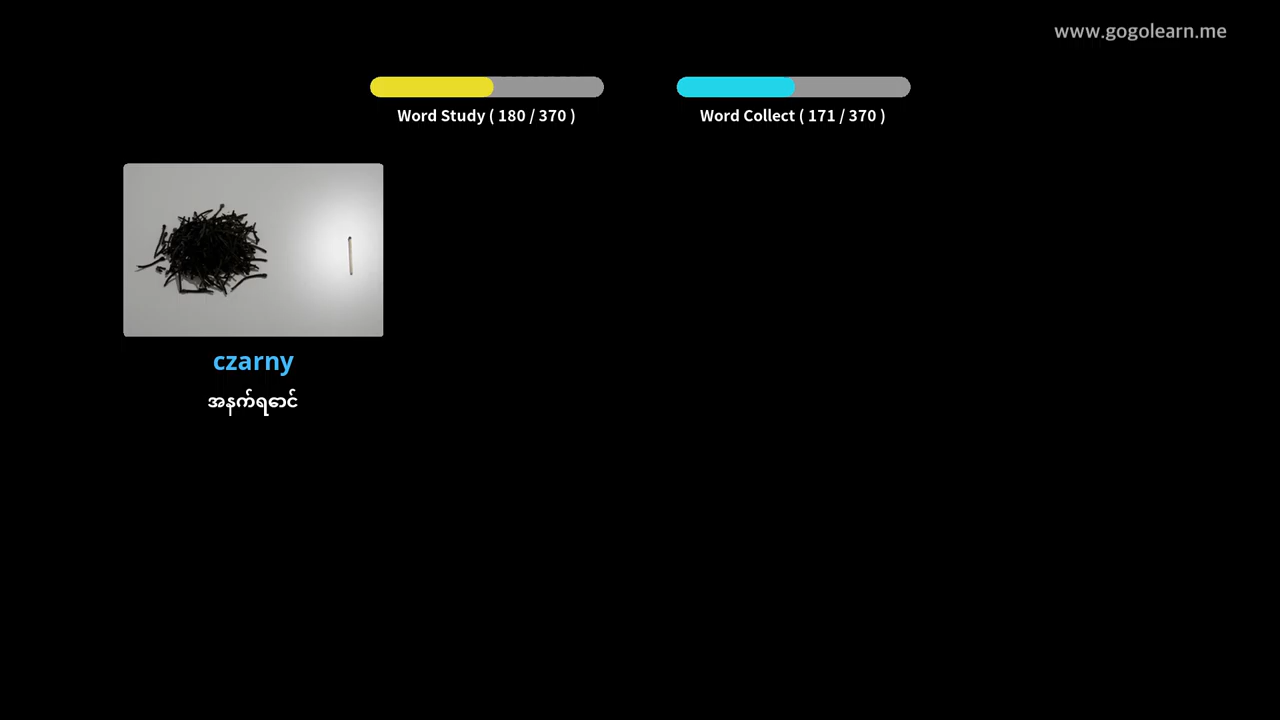 www.gogolearn.me
Word Study ( 180 / 370 )
Word Collect ( 171 / 370 )
czarny
အနက်ရောင်